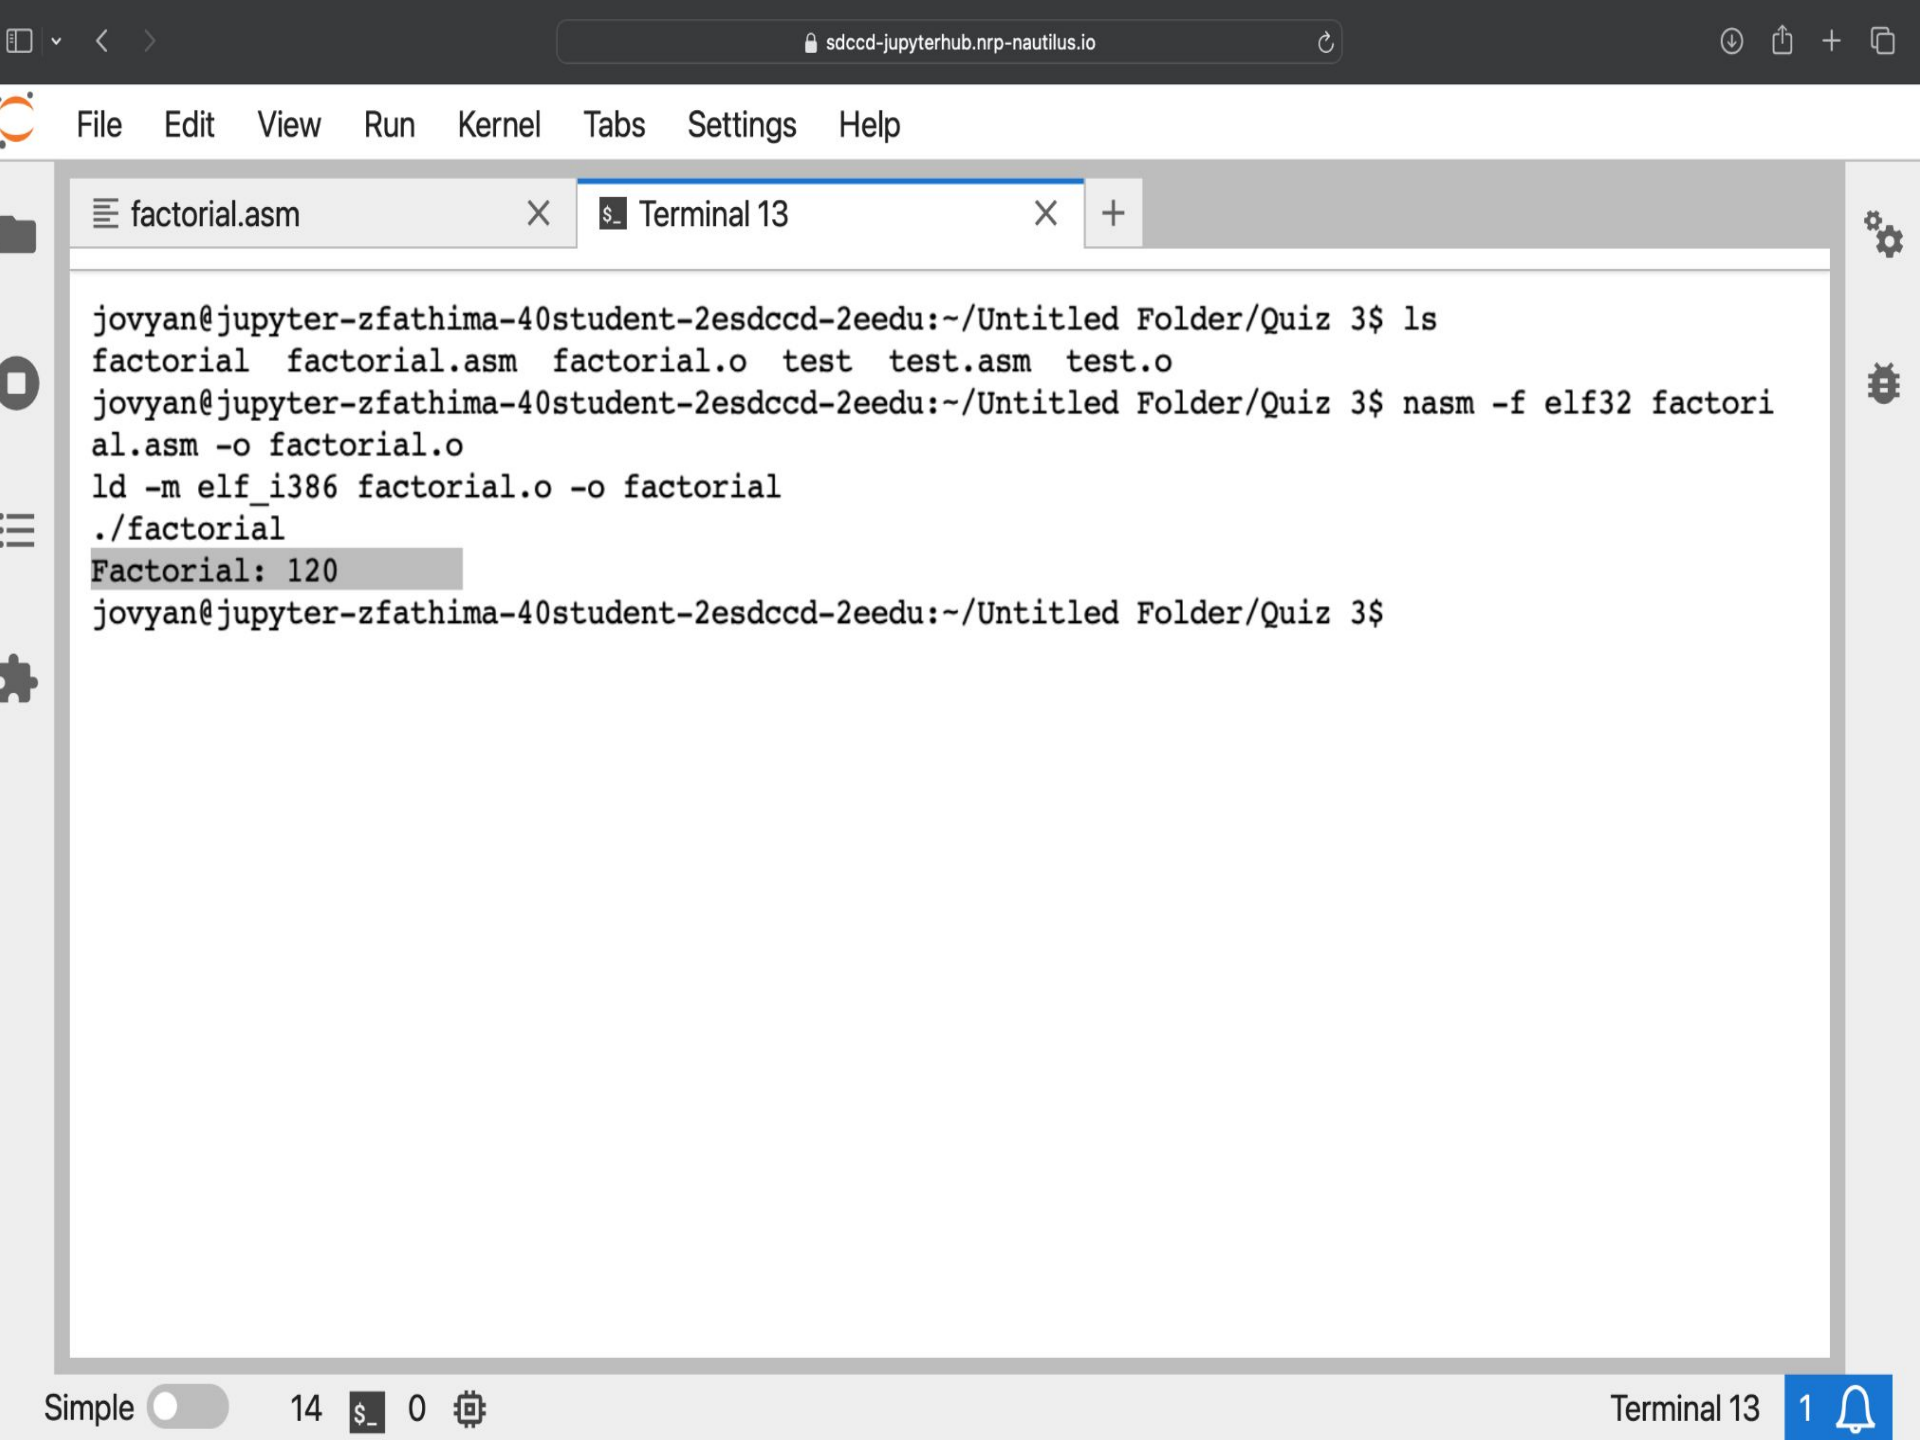 sdccd-jupyterhub.nrp-nautilus.io
File Edit View Run Kernel Tabs Settings Help
factorial.asm
$_ Terminal 13
jovyan@jupyter-zfathima-40student-2esdccd-2eedu:~/Untitled Folder/Quiz 3$ ls
factorial factorial.asm factorial.o test test.asm test.o
jovyan@jupyter-zfathima-40student-2esdccd-2eedu:~/Untitled Folder/Quiz 3$ nasm -f elf32 factori
al.asm -o factorial.o
ld -m elf_i386 factorial.o -o factorial
./factorial
Factorial: 120
jovyan@jupyter-zfathima-40student-2esdccd-2eedu:~/Untitled Folder/Quiz 3$
Simple 14 $_ 0 Terminal 13 1